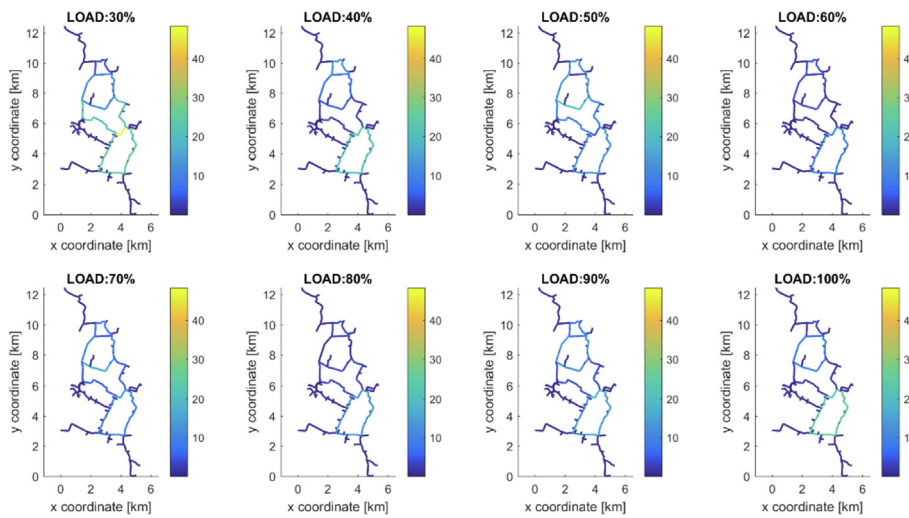 LOAD:30% LOAD:40% LOAD:50% LOAD:60%
12 40 12 40 12 40 12 40
10 10 10 10
8 30 8 30 8 30 8 30
6 20 6 20 6 20 6 20
4 10 4 10 4 10 4 10
2 2 2 2
0 0 0 0
y coordinate [km] y coordinate [km] y coordinate [km] y coordinate [km]
0 2 4 6 0 2 4 6 0 2 4 6 0 2 4 6
x coordinate [km] x coordinate [km] x coordinate [km] x coordinate [km]
LOAD:70% LOAD:80% LOAD:90% LOAD:100%
12 40 12 40 12 40 12 4
10 10 10 10
8 30 8 30 8 30 8 3
6 20 6 20 6 20 6 2
4 10 4 10 4 10 4 1
2 2 2 2
0 0 0 0
y coordinate [km] y coordinate [km] y coordinate [km] y coordinate [km]
0 2 4 6 0 2 4 6 0 2 4 6 0 2 4 6
x coordinate [km] x coordinate [km] x coordinate [km] x coordinate [km]